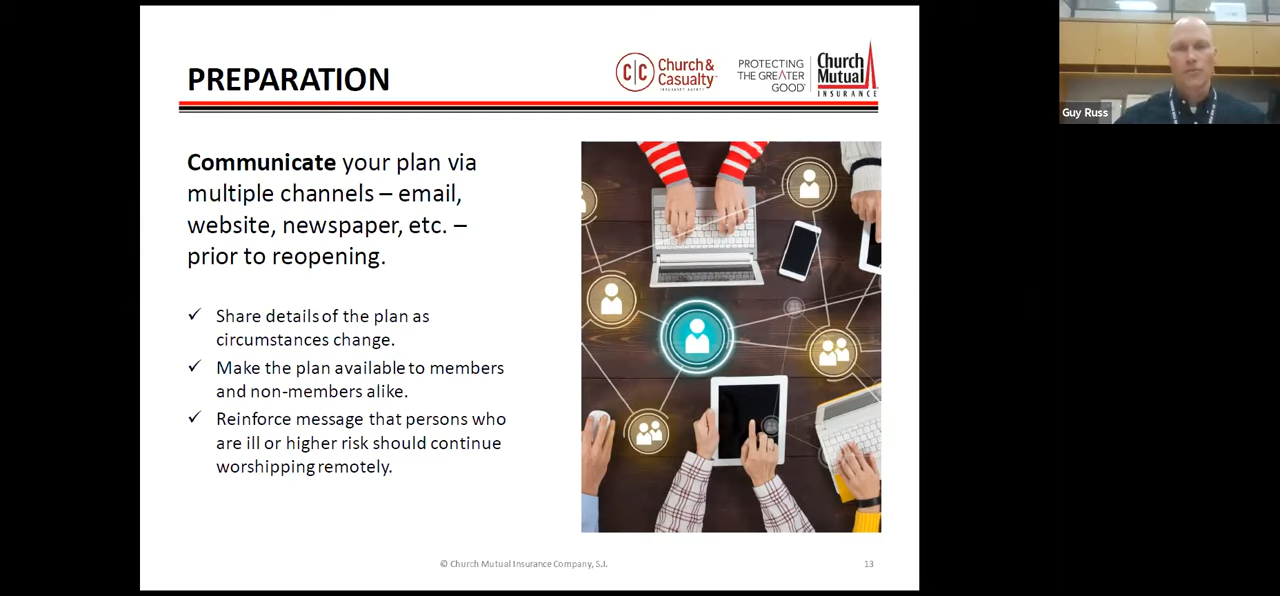 PREPARATION
C|C Church &
Casualty
INSURANCE AGENCY
PROTECTING
THE GREATER
GOOD
Church
Mutual
INSURANCE
Guy Russ
Communicate your plan via
multiple channels – email,
website, newspaper, etc. –
prior to reopening.
✓ Share details of the plan as
circumstances change.
✓ Make the plan available to members
and non-members alike.
✓ Reinforce message that persons who
are ill or higher risk should continue
worshipping remotely.
© Church Mutual Insurance Company, S.I.
13